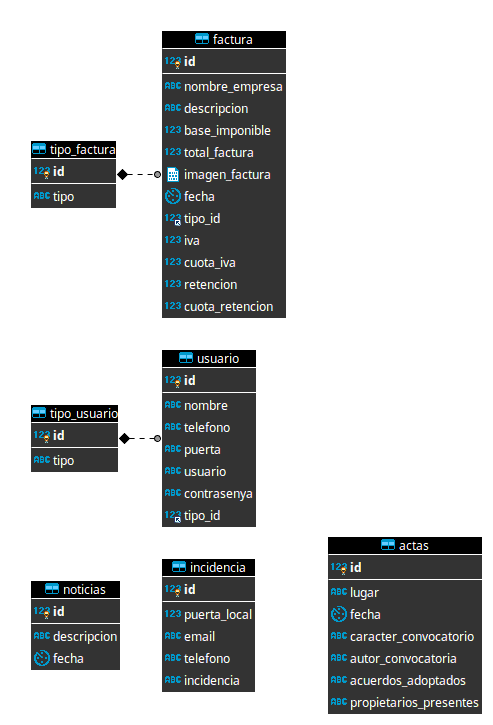 factura
123 id
ABC nombre_empresa
ABC descripcion
123 base_imponible
123 total_factura
imagen_factura
fecha
123 tipo_id
123 iva
123 cuota_iva
123 retencion
123 cuota_retencion
tipo_factura
123 id
ABC tipo
usuario
123 id
ABC nombre
ABC telefono
ABC puerta
ABC usuario
ABC contrasenya
123 tipo_id
tipo_usuario
123 id
ABC tipo
noticias
123 id
ABC descripcion
fecha
incidencia
123 id
123 puerta_local
ABC email
ABC telefono
ABC incidencia
actas
123 id
ABC lugar
fecha
ABC caracter_convocatorio
ABC autor_convocatoria
ABC acuerdos_adoptados
ABC propietarios_presentes